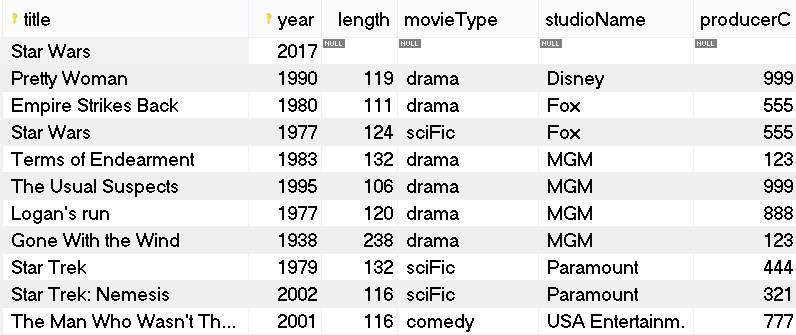 title year length movieType studioName producerC
Star Wars 2017 NULL NULL NULL NULL
Pretty Woman 1990 119 drama Disney 999
Empire Strikes Back 1980 111 drama Fox 555
Star Wars 1977 124 sciFic Fox 555
Terms of Endearment 1983 132 drama MGM 123
The Usual Suspects 1995 106 drama MGM 999
Logan's run 1977 120 drama MGM 888
Gone With the Wind 1938 238 drama MGM 123
Star Trek 1979 132 sciFic Paramount 444
Star Trek: Nemesis 2002 116 sciFic Paramount 321
The Man Who Wasn't Th... 2001 116 comedy USA Entertainm. 777